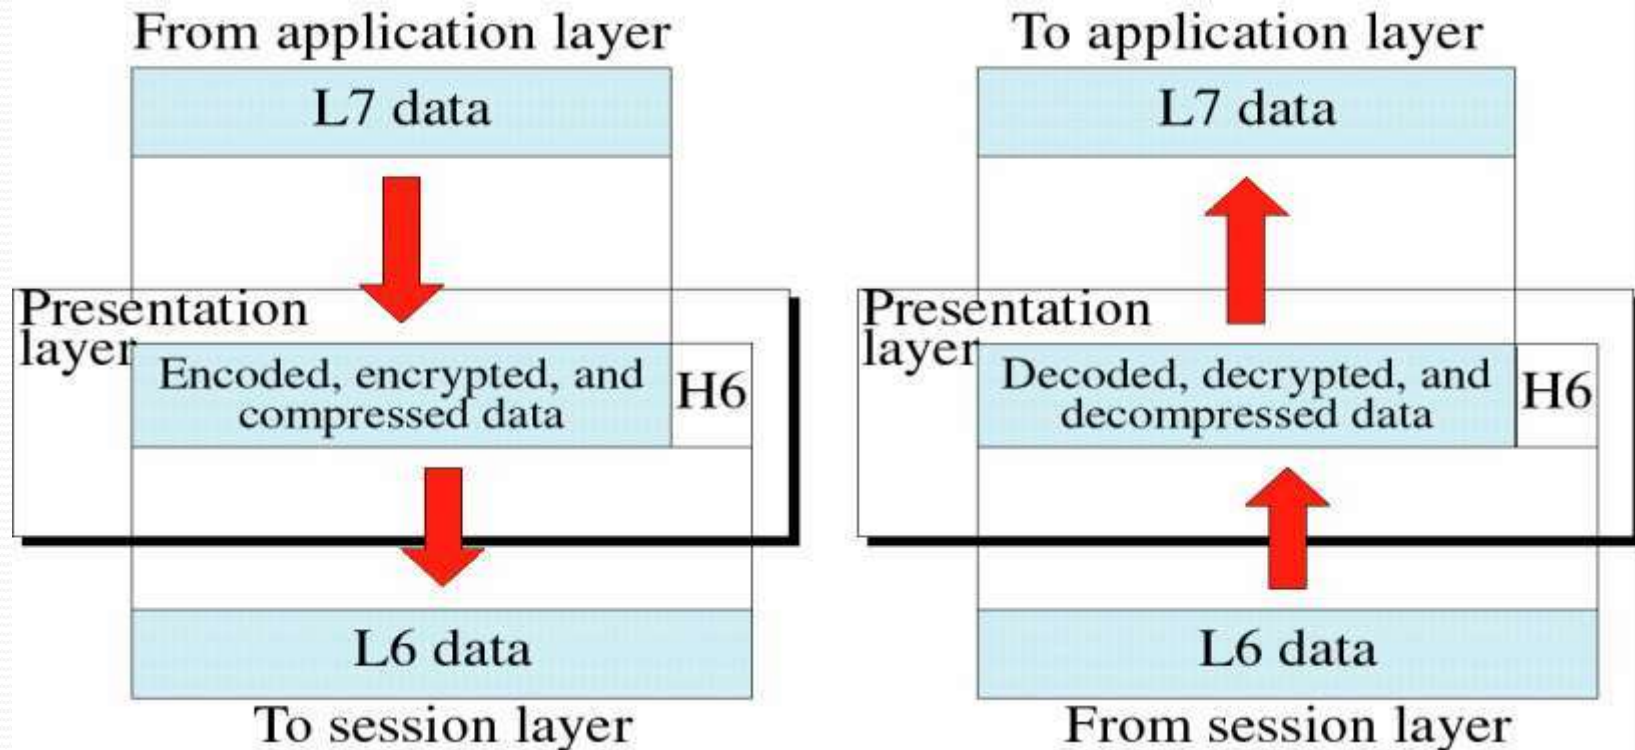 From application layer
L7 data
Presentation
layer
Encoded, encrypted, and
compressed data
H6
L6 data
To session layer
To application layer
L7 data
Presentation
layer
Decoded, decrypted, and
decompressed data
H6
L6 data
From session layer